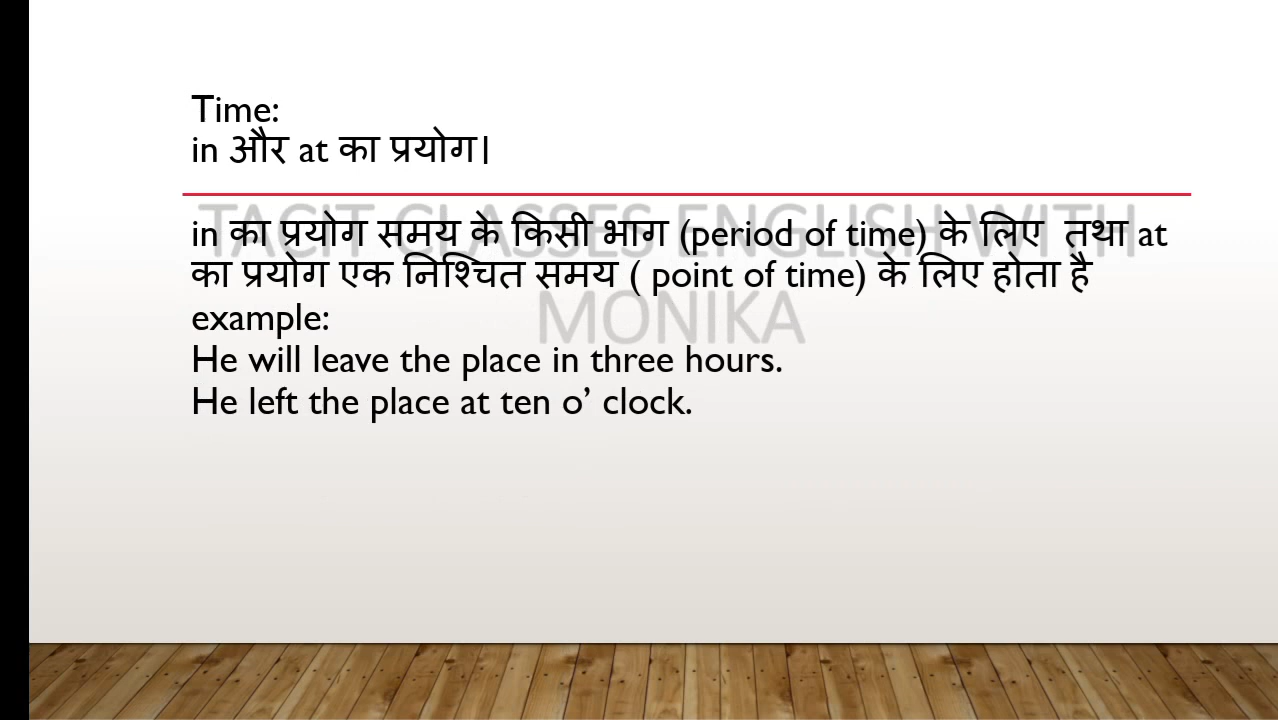 Time:
in और at का प्रयोग।
in का प्रयोग समय के किसी भाग (period of time) के लिए तथा at
का प्रयोग एक निश्चित समय ( point of time) के लिए होता है
example:
He will leave the place in three hours.
He left the place at ten o’ clock.
TACIT CLASSES ENGLISH WITH
MONIKA